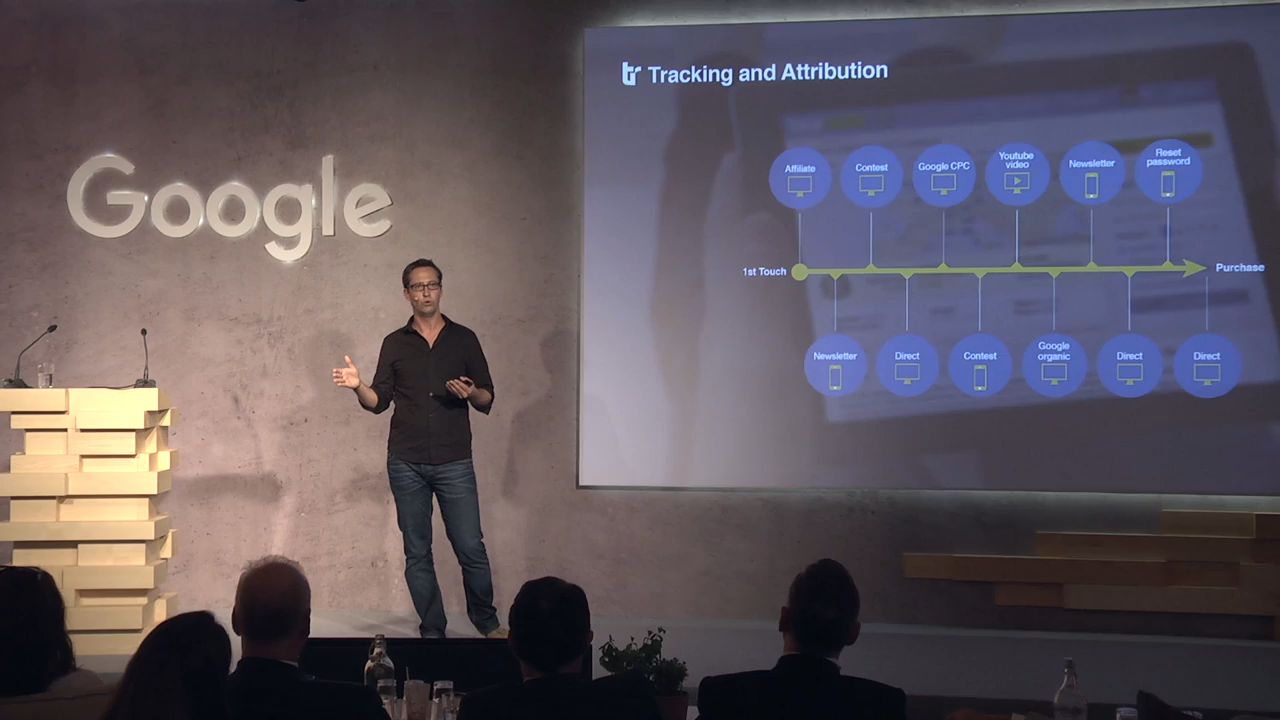 Google
tr Tracking and Attribution
Affiliate
Contest
Google CPC
Youtube
video
Newsletter
Reset
password
1st Touch
Purchase
Newsletter
Direct
Contest
Google
organic
Direct
Direct